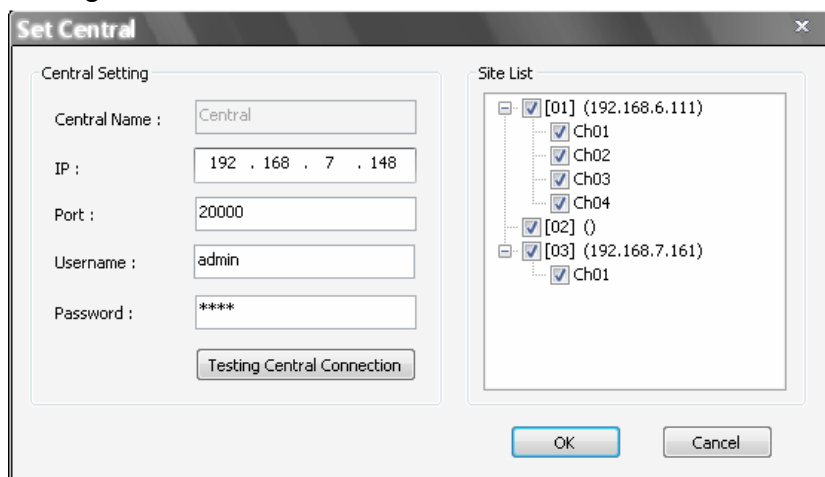 Set Central
Central Setting
Central Name : Central
IP : 192 . 168 . 7 . 148
Port : 20000
Username : admin
Password : ****
Testing Central Connection
Site List
[01] (192.168.6.111)
Ch01
Ch02
Ch03
Ch04
[02] ()
[03] (192.168.7.161)
Ch01
OK
Cancel